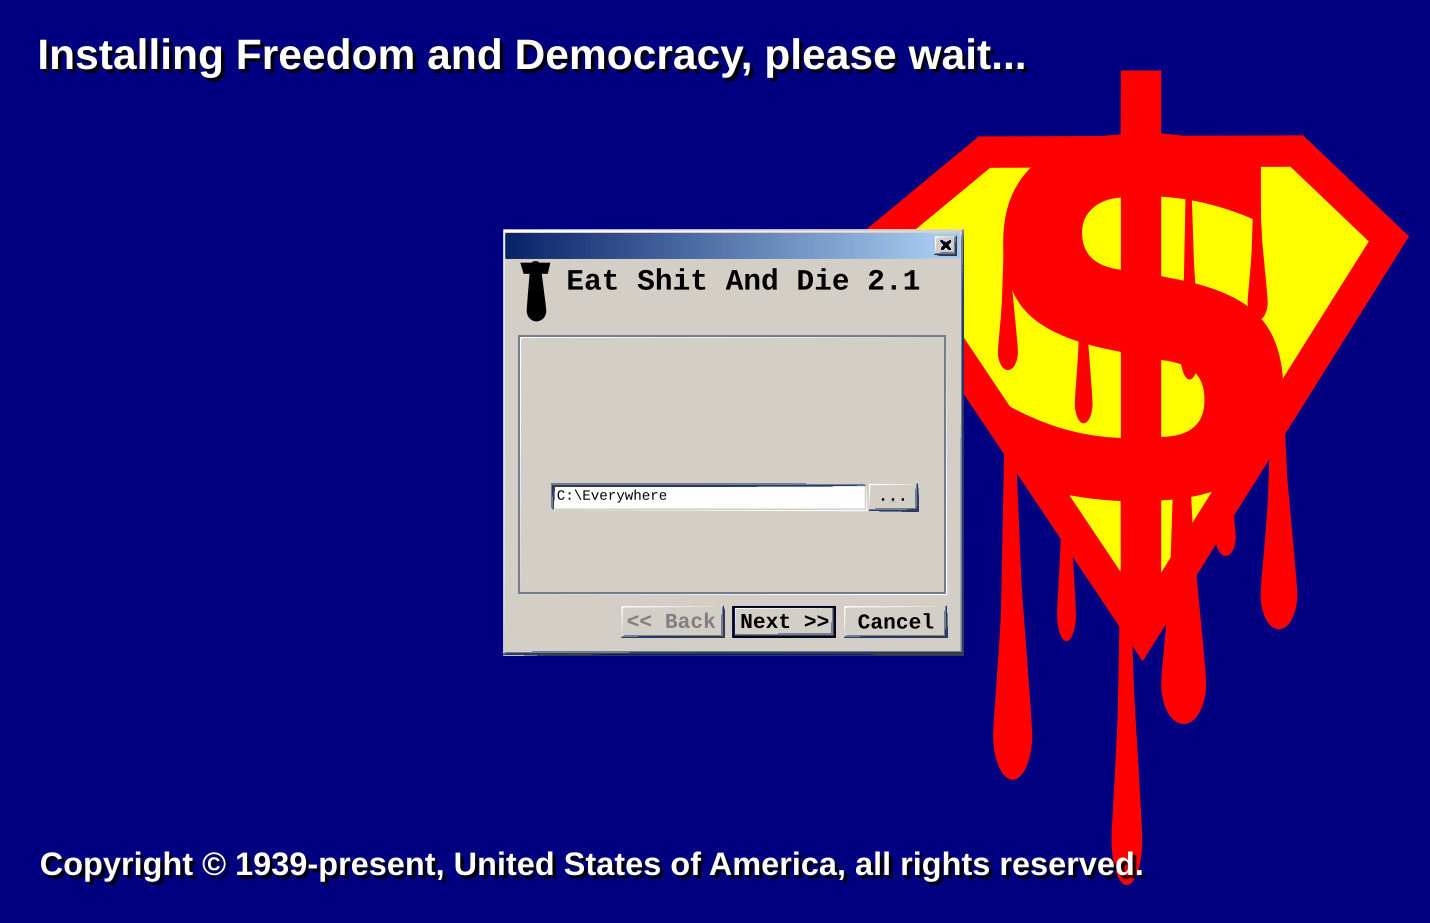 Installing Freedom and Democracy, please wait...
Eat Shit And Die 2.1
C:\Everywhere
...
<< Back
Next >>
Cancel
Copyright © 1939-present, United States of America, all rights reserved.